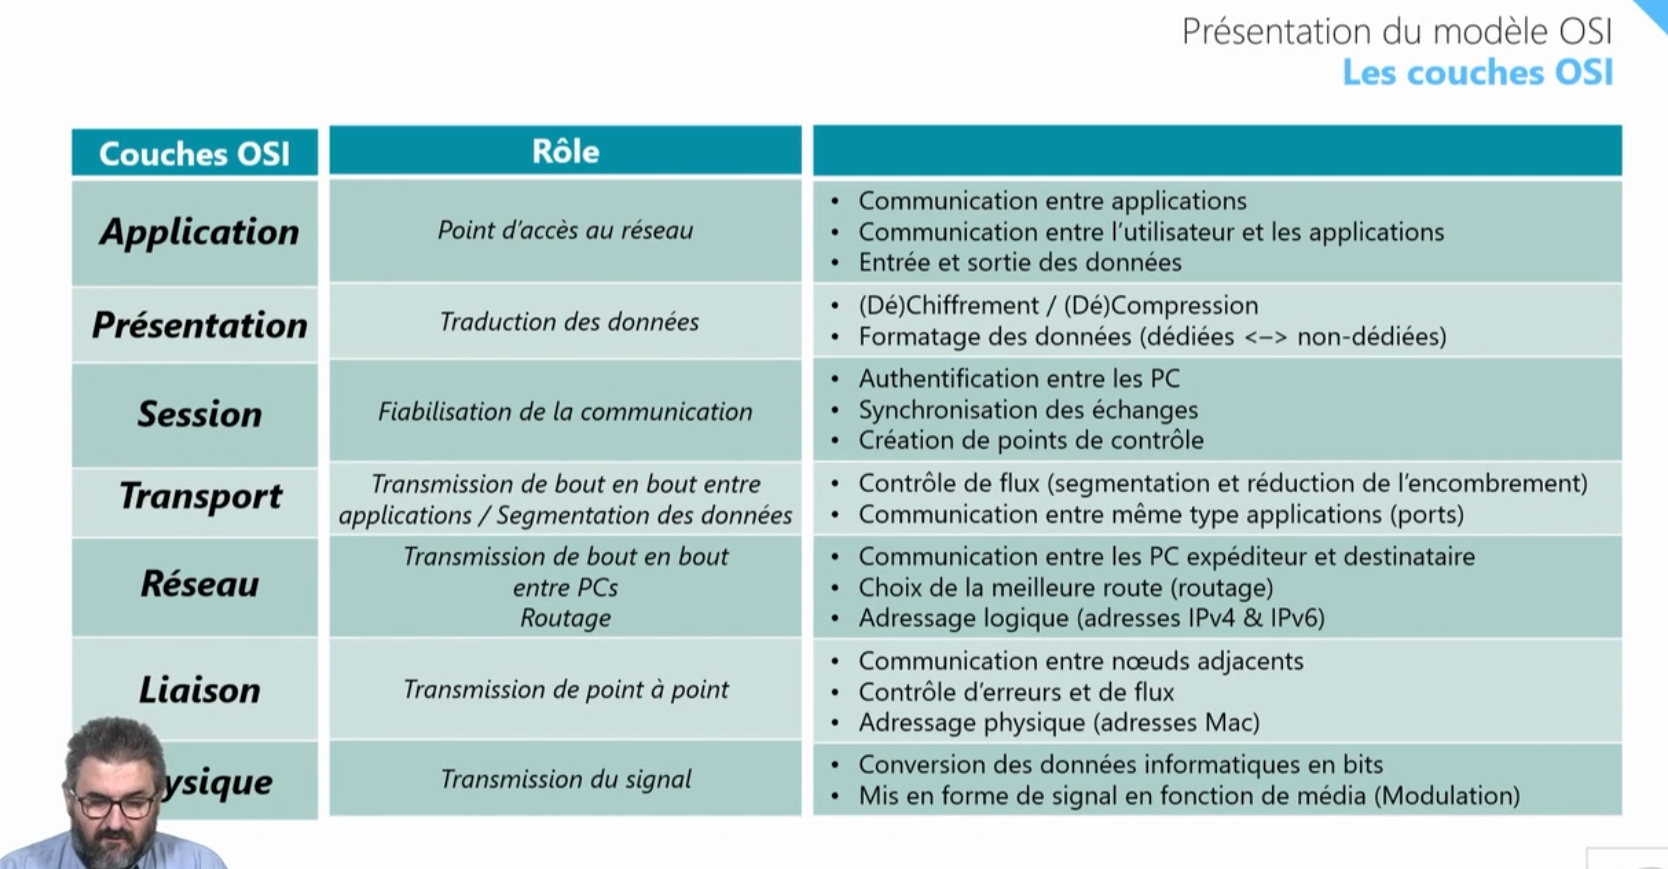 Présentation du modèle OSI
Les couches OSI
Couches OSI
Rôle
Application
Point d'accès au réseau
• Communication entre applications
• Communication entre l'utilisateur et les applications
• Entrée et sortie des données
Présentation
Traduction des données
• (Dé)Chiffrement / (Dé)Compression
• Formatage des données (dédiées <–> non-dédiées)
Session
Fiabilisation de la communication
• Authentification entre les PC
• Synchronisation des échanges
• Création de points de contrôle
Transport
Transmission de bout en bout entre
applications / Segmentation des données
• Contrôle de flux (segmentation et réduction de l'encombrement)
• Communication entre même type applications (ports)
Réseau
Transmission de bout en bout
entre PCs
Routage
• Communication entre les PC expéditeur et destinataire
• Choix de la meilleure route (routage)
• Adressage logique (adresses IPv4 & IPv6)
Liaison
Transmission de point à point
• Communication entre nœuds adjacents
• Contrôle d'erreurs et de flux
• Adressage physique (adresses Mac)
ysique
Transmission du signal
• Conversion des données informatiques en bits
• Mis en forme de signal en fonction de média (Modulation)